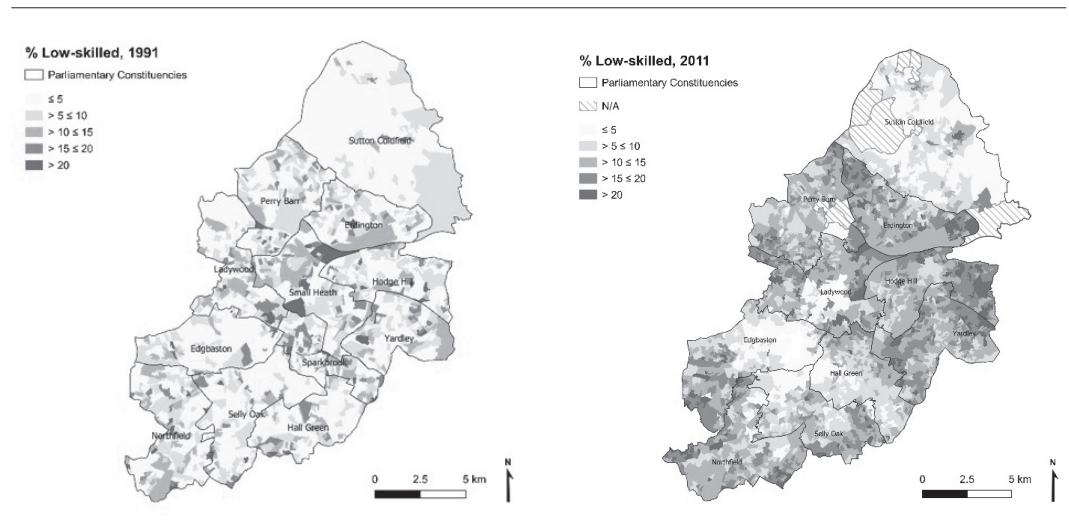 % Low-skilled, 1991
Parliamentary Constituencies
≤ 5
> 5 ≤ 10
> 10 ≤ 15
> 15 ≤ 20
> 20
Sutton Coldfield
Perry Barr
Erdington
Ladywood
Hodge Hill
Small Heath
Yardley
Edgbaston
Sparkbrook
Selly Oak
Hall Green
Northfield
N
0 2.5 5 km
% Low-skilled, 2011
Parliamentary Constituencies
N/A
≤ 5
> 5 ≤ 10
> 10 ≤ 15
> 15 ≤ 20
> 20
Sutton Coldfield
Perry Barr
Erdington
Hodge Hill
Ladywood
Yardley
Edgbaston
Hall Green
Selly Oak
Northfield
N
0 2.5 5 km